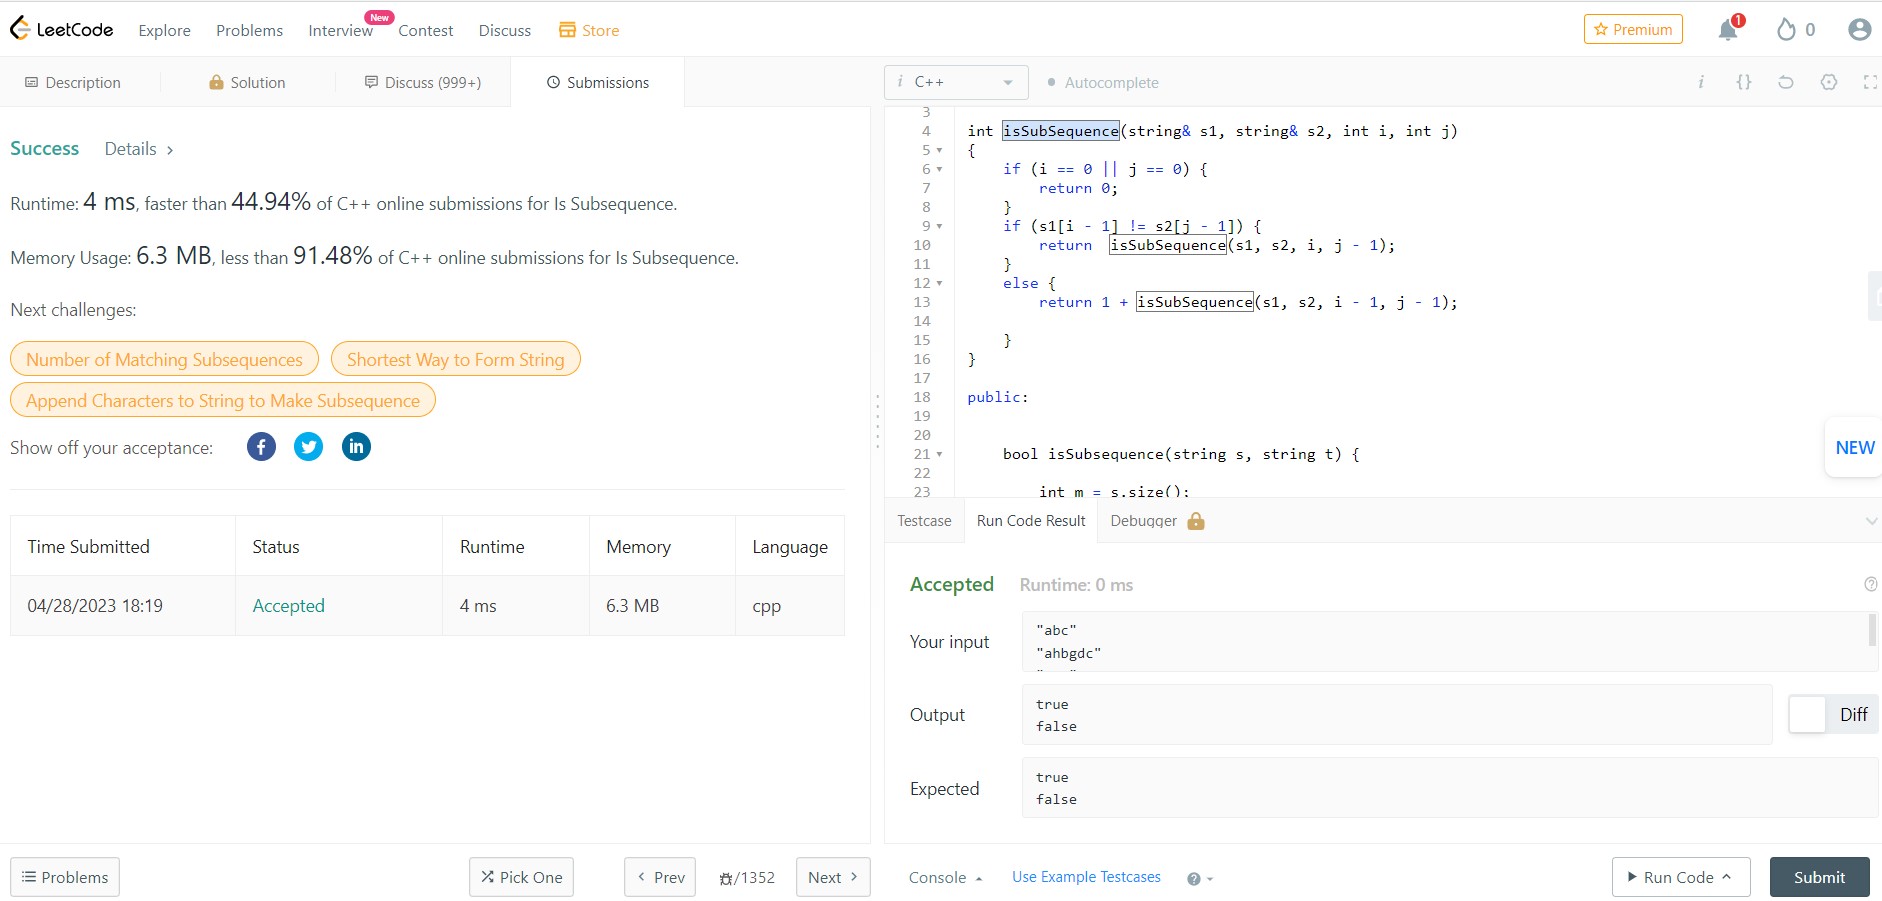 LeetCode Explore Problems Interview New Contest Discuss Store Premium 1 0
Description Solution Discuss (999+) Submissions
Success Details >
Runtime: 4 ms, faster than 44.94% of C++ online submissions for Is Subsequence.
Memory Usage: 6.3 MB, less than 91.48% of C++ online submissions for Is Subsequence.
Next challenges:
Number of Matching Subsequences Shortest Way to Form String
Append Characters to String to Make Subsequence
Show off your acceptance:
Time Submitted Status Runtime Memory Language
04/28/2023 18:19 Accepted 4 ms 6.3 MB cpp
Problems Pick One < Prev /1352 Next >
i C++ Autocomplete i {}
3
4 int isSubSequence(string& s1, string& s2, int i, int j)
5 {
6 if (i == 0 || j == 0) {
7 return 0;
8 }
9 if (s1[i - 1] != s2[j - 1]) {
10 return isSubSequence(s1, s2, i, j - 1);
11 }
12 else {
13 return 1 + isSubSequence(s1, s2, i - 1, j - 1);
14
15 }
16 }
17
18 public:
19
20
21 bool isSubsequence(string s, string t) {
22
23 int m = s.size();
NEW
Testcase Run Code Result Debugger
Accepted Runtime: 0 ms
Your input
"abc"
"ahbgdc"
Output
true
false
Diff
Expected
true
false
Console Use Example Testcases Run Code Submit